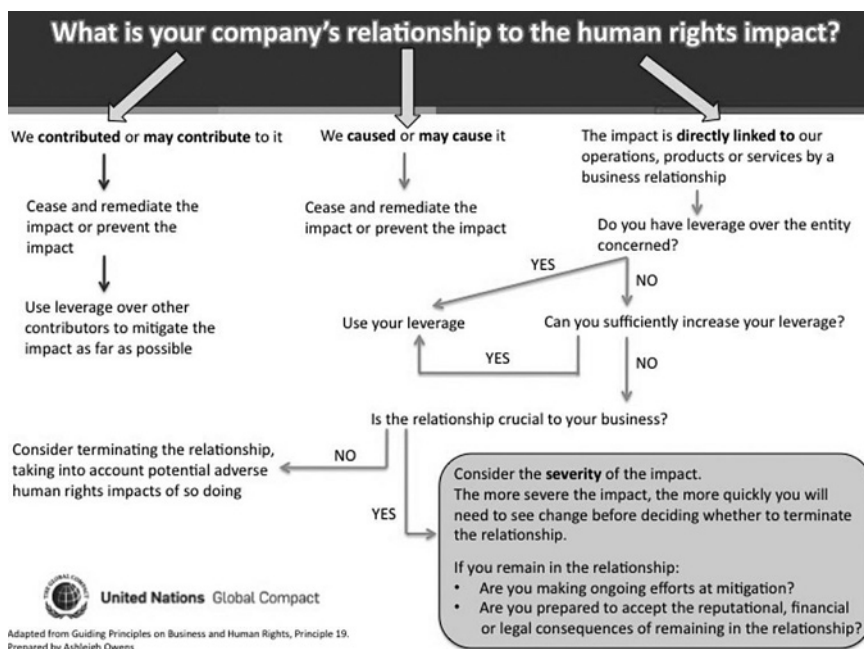 What is your company's relationship to the human rights impact?
We contributed or may contribute to it
Cease and remediate the
impact or prevent the
impact
Use leverage over other
contributors to mitigate the
impact as far as possible
We caused or may cause it
Cease and remediate the
impact or prevent the impact
The impact is directly linked to our
operations, products or services by a
business relationship
Do you have leverage over the entity
concerned?
YES
NO
Use your leverage
Can you sufficiently increase your leverage?
YES
NO
Is the relationship crucial to your business?
NO
Consider terminating the relationship,
taking into account potential adverse
human rights impacts of so doing
YES
Consider the severity of the impact.
The more severe the impact, the more quickly you will
need to see change before deciding whether to terminate
the relationship.
If you remain in the relationship:
• Are you making ongoing efforts at mitigation?
• Are you prepared to accept the reputational, financial
or legal consequences of remaining in the relationship?
THE GLOBAL COMPACT
United Nations Global Compact
Adapted from Guiding Principles on Business and Human Rights, Principle 19.
Prepared by Ashleigh Owens